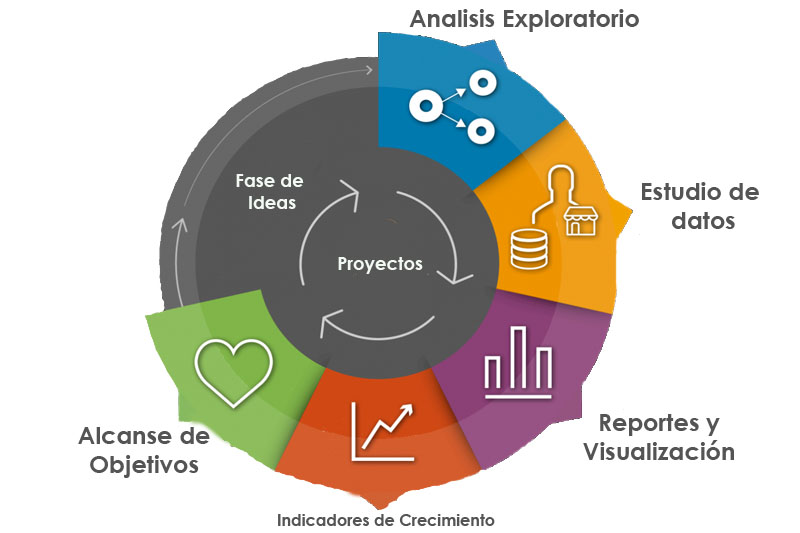 Analisis Exploratorio
Fase de
Ideas
Estudio de
datos
Proyectos
Reportes y
Visualización
Alcanse de
Objetivos
Indicadores de Crecimiento